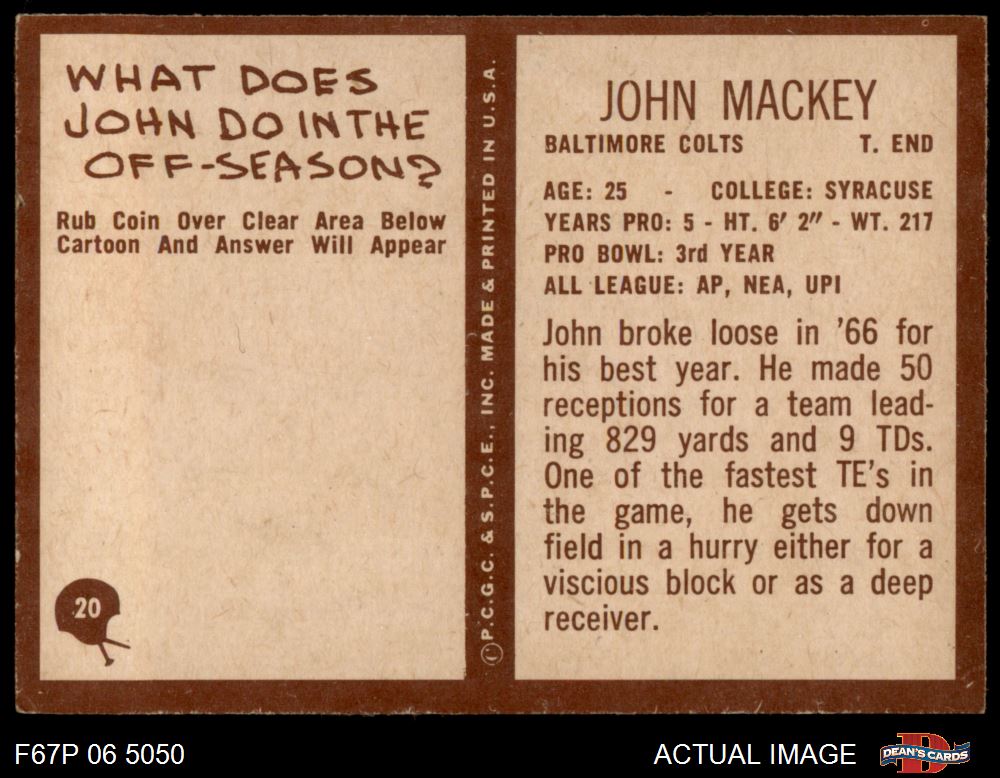 WHAT DOES
JOHN DO IN THE
OFF-SEASON?
Rub Coin Over Clear Area Below
Cartoon And Answer Will Appear
20
©P.C.G.C. & S.P.C.E., INC. MADE & PRINTED IN U.S.A.
JOHN MACKEY
BALTIMORE COLTS T. END
AGE: 25 - COLLEGE: SYRACUSE
YEARS PRO: 5 - HT. 6′ 2″ - WT. 217
PRO BOWL: 3rd YEAR
ALL LEAGUE: AP, NEA, UPI
John broke loose in '66 for
his best year. He made 50
receptions for a team lead-
ing 829 yards and 9 TDs.
One of the fastest TE's in
the game, he gets down
field in a hurry either for a
viscious block or as a deep
receiver.
F67P 06 5050
ACTUAL IMAGE
D
DEAN'S CARDS